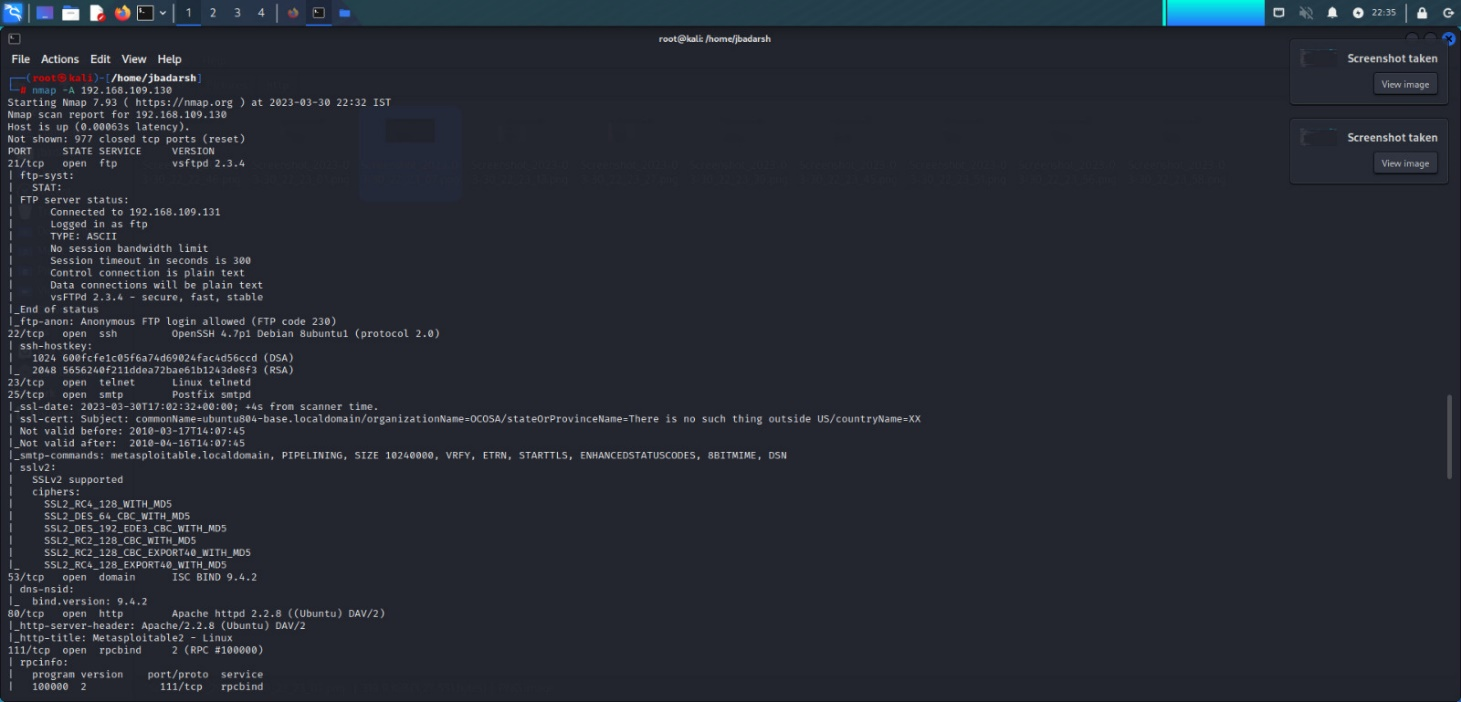 1 2 3 4 22:35
root@kali: /home/jbadarsh
File Actions Edit View Help
Screenshot taken
View image
Screenshot taken
View image
(root㉿kali)-[/home/jbadarsh]
# nmap -A 192.168.109.130
Starting Nmap 7.93 ( https://nmap.org ) at 2023-03-30 22:32 IST
Nmap scan report for 192.168.109.130
Host is up (0.00063s latency).
Not shown: 977 closed tcp ports (reset)
PORT STATE SERVICE VERSION
21/tcp open ftp vsftpd 2.3.4
| ftp-syst:
| STAT:
| FTP server status:
| Connected to 192.168.109.131
| Logged in as ftp
| TYPE: ASCII
| No session bandwidth limit
| Session timeout in seconds is 300
| Control connection is plain text
| Data connections will be plain text
| vsFTPd 2.3.4 - secure, fast, stable
|_End of status
|_ftp-anon: Anonymous FTP login allowed (FTP code 230)
22/tcp open ssh OpenSSH 4.7p1 Debian 8ubuntu1 (protocol 2.0)
| ssh-hostkey:
| 1024 600fcfe1c05f6a74d69024fac4d56ccd (DSA)
|_ 2048 5656240f211ddea72bae61b1243de8f3 (RSA)
23/tcp open telnet Linux telnetd
25/tcp open smtp Postfix smtpd
|_ssl-date: 2023-03-30T17:02:32+00:00; +4s from scanner time.
| ssl-cert: Subject: commonName=ubuntu804-base.localdomain/organizationName=OCOSA/stateOrProvinceName=There is no such thing outside US/countryName=XX
| Not valid before: 2010-03-17T14:07:45
|_Not valid after: 2010-04-16T14:07:45
|_smtp-commands: metasploitable.localdomain, PIPELINING, SIZE 10240000, VRFY, ETRN, STARTTLS, ENHANCEDSTATUSCODES, 8BITMIME, DSN
| sslv2:
| SSLv2 supported
| ciphers:
| SSL2_RC4_128_WITH_MD5
| SSL2_DES_64_CBC_WITH_MD5
| SSL2_DES_192_EDE3_CBC_WITH_MD5
| SSL2_RC2_128_CBC_WITH_MD5
| SSL2_RC2_128_CBC_EXPORT40_WITH_MD5
|_ SSL2_RC4_128_EXPORT40_WITH_MD5
53/tcp open domain ISC BIND 9.4.2
| dns-nsid:
|_ bind.version: 9.4.2
80/tcp open http Apache httpd 2.2.8 ((Ubuntu) DAV/2)
|_http-server-header: Apache/2.2.8 (Ubuntu) DAV/2
|_http-title: Metasploitable2 - Linux
111/tcp open rpcbind 2 (RPC #100000)
| rpcinfo:
| program version port/proto service
| 100000 2 111/tcp rpcbind